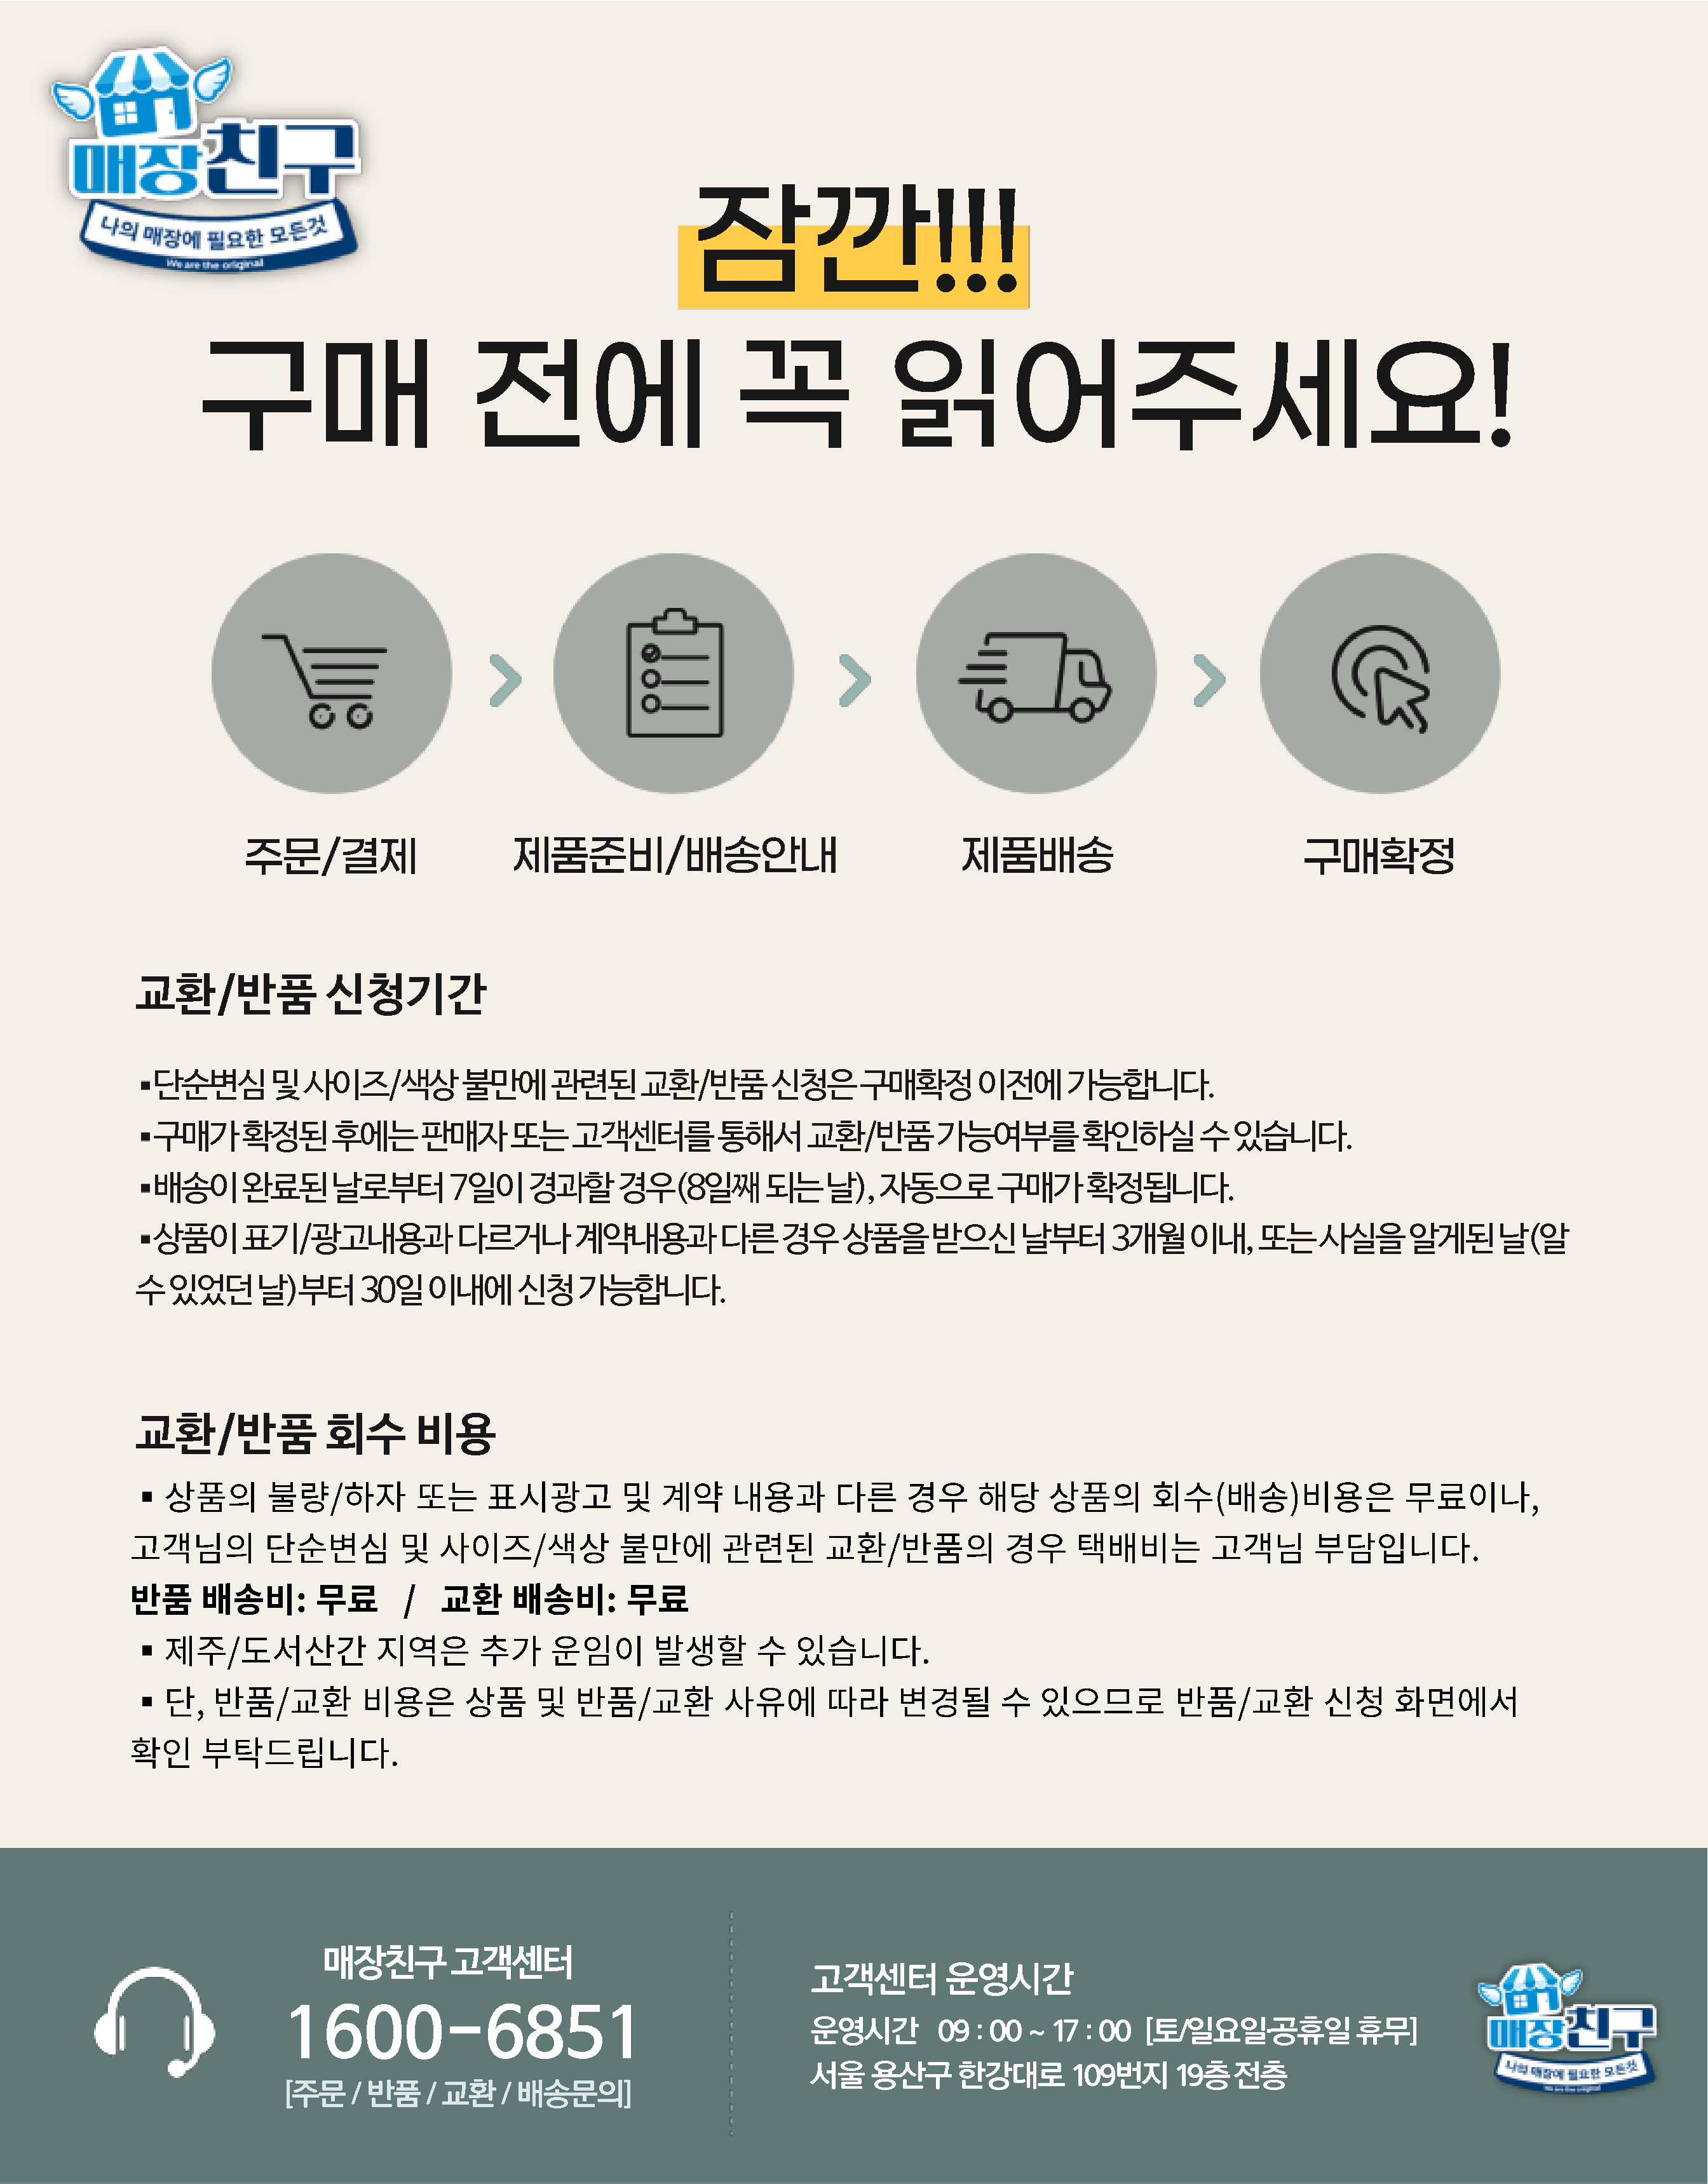 매장친구
나의 매장에 필요한 모든것
We are the original
잠깐!!!
구매 전에 꼭 읽어주세요!
주문/결제
제품준비/배송안내
제품배송
구매확정
교환/반품 신청기간
▪단순변심 및 사이즈/색상 불만에 관련된 교환/반품 신청은 구매확정 이전에 가능합니다.
▪구매가 확정된 후에는 판매자 또는 고객센터를 통해서 교환/반품 가능여부를 확인하실 수 있습니다.
▪배송이 완료된 날로부터 7일이 경과할 경우(8일째 되는 날), 자동으로 구매가 확정됩니다.
▪상품이 표기/광고내용과 다르거나 계약내용과 다른 경우 상품을 받으신 날부터 3개월 이내, 또는 사실을 알게된 날(알
수 있었던 날)부터 30일 이내에 신청 가능합니다.
교환/반품 회수 비용
▪ 상품의 불량/하자 또는 표시광고 및 계약 내용과 다른 경우 해당 상품의 회수(배송)비용은 무료이나,
고객님의 단순변심 및 사이즈/색상 불만에 관련된 교환/반품의 경우 택배비는 고객님 부담입니다.
반품 배송비: 무료 / 교환 배송비: 무료
▪ 제주/도서산간 지역은 추가 운임이 발생할 수 있습니다.
▪ 단, 반품/교환 비용은 상품 및 반품/교환 사유에 따라 변경될 수 있으므로 반품/교환 신청 화면에서
확인 부탁드립니다.
매장친구 고객센터
1600-6851
[주문 / 반품 / 교환 / 배송문의]
고객센터 운영시간
운영시간 09 : 00 ~ 17 : 00 [토/일요일·공휴일 휴무]
서울 용산구 한강대로 109번지 19층 전층
매장친구
나의 매장에 필요한 모든것
We are the original